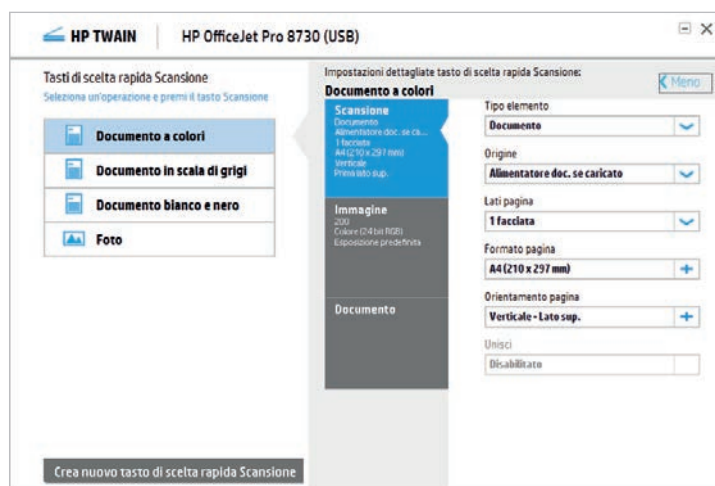 HP TWAIN
HP OfficeJet Pro 8730 (USB)
Tasti di scelta rapida Scansione
Seleziona un'operazione e premi il tasto Scansione
Documento a colori
Documento in scala di grigi
Documento bianco e nero
Foto
Crea nuovo tasto di scelta rapida Scansione
Impostazioni dettagliate tasto di scelta rapida Scansione:
Documento a colori
Meno
Scansione
Documento
Alimentatore doc. se ca...
1 facciata
A4 (210 x 297 mm)
Verticale
Prima lato sup.
Immagine
200
Colore (24 bit RGB)
Esposizione predefinita
Documento
Tipo elemento
Documento
Origine
Alimentatore doc. se caricato
Lati pagina
1 facciata
Formato pagina
A4 (210 x 297 mm)
Orientamento pagina
Verticale - Lato sup.
Unisci
Disabilitato